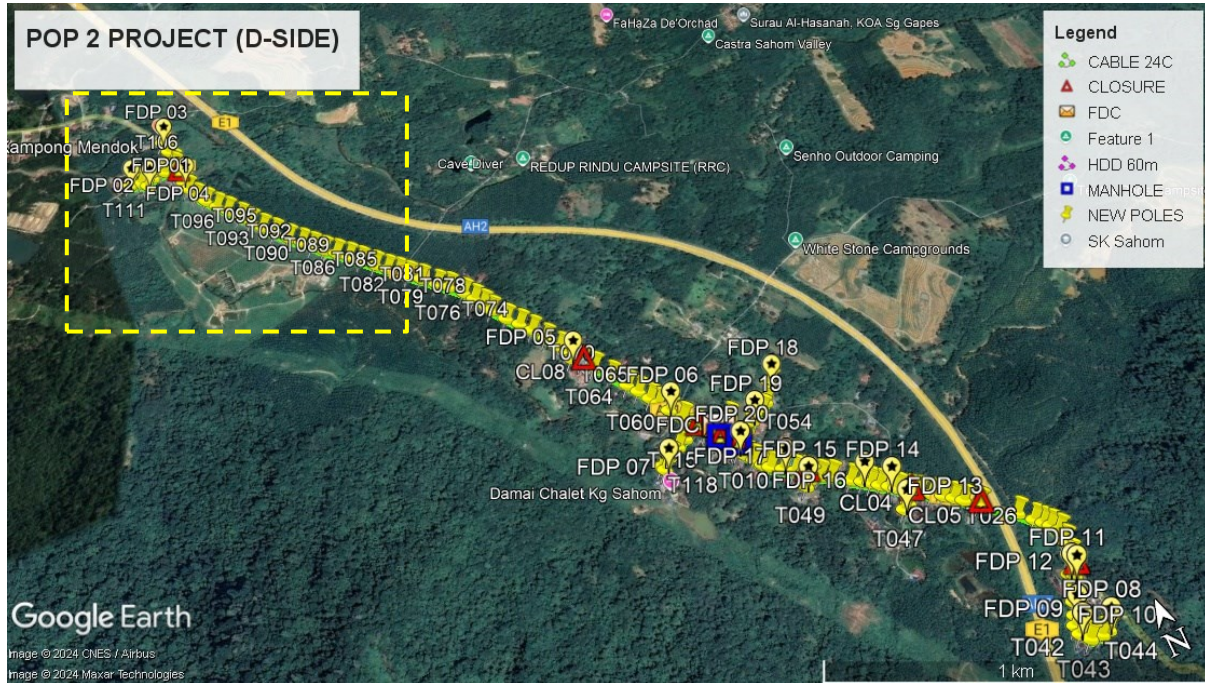 POP 2 PROJECT (D-SIDE)
Legend
CABLE 24C
CLOSURE
FDC
Feature 1
HDD 60m
MANHOLE
NEW POLES
SK Sahom
FaHaZa De'Orchad
Surau Al-Hasanah, KOA Sg Gapes
Castra Sahom Valley
FDP 03
E1
Kampong Mendok
T106
Cave Diver
REDUP RINDU CAMPSITE (RRC)
Senho Outdoor Camping
FDP01
FDP 02
FDP 04
T111
T096
T095
T093
T092
T090
T089
T086
T085
T082
T081
T079
T078
T076
T074
AH2
White Stone Campgrounds
FDP 05
CL08
T065
T064
FDP 06
FDP 18
FDP 19
T060
FDC
FDP 20
T054
FDP 07
T115
FDP 17
FDP 15
FDP 14
T118
T010
FDP 16
Damai Chalet Kg Sahom
T049
CL04
FDP 13
CL05
T026
T047
FDP 11
FDP 12
FDP 08
FDP 09
FDP 10
E1
T042
T044
T043
N
1 km
Google Earth
Image © 2024 CNES / Airbus
Image © 2024 Maxar Technologies